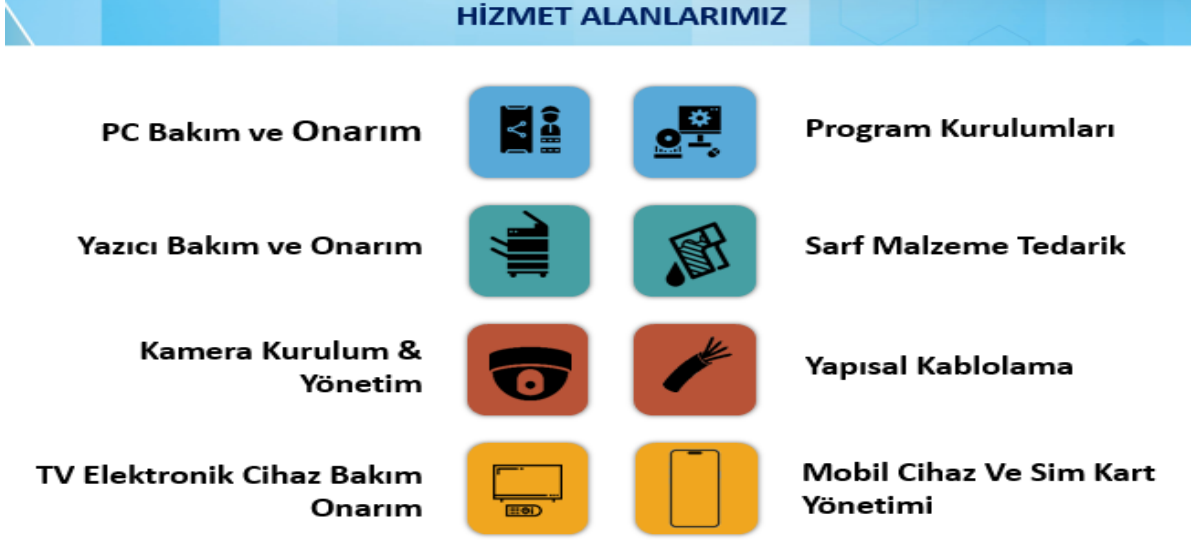 HİZMET ALANLARIMIZ
PC Bakım ve Onarım
Program Kurulumları
Yazıcı Bakım ve Onarım
Sarf Malzeme Tedarik
Kamera Kurulum &
Yönetim
Yapısal Kablolama
TV Elektronik Cihaz Bakım
Onarım
Mobil Cihaz Ve Sim Kart
Yönetimi